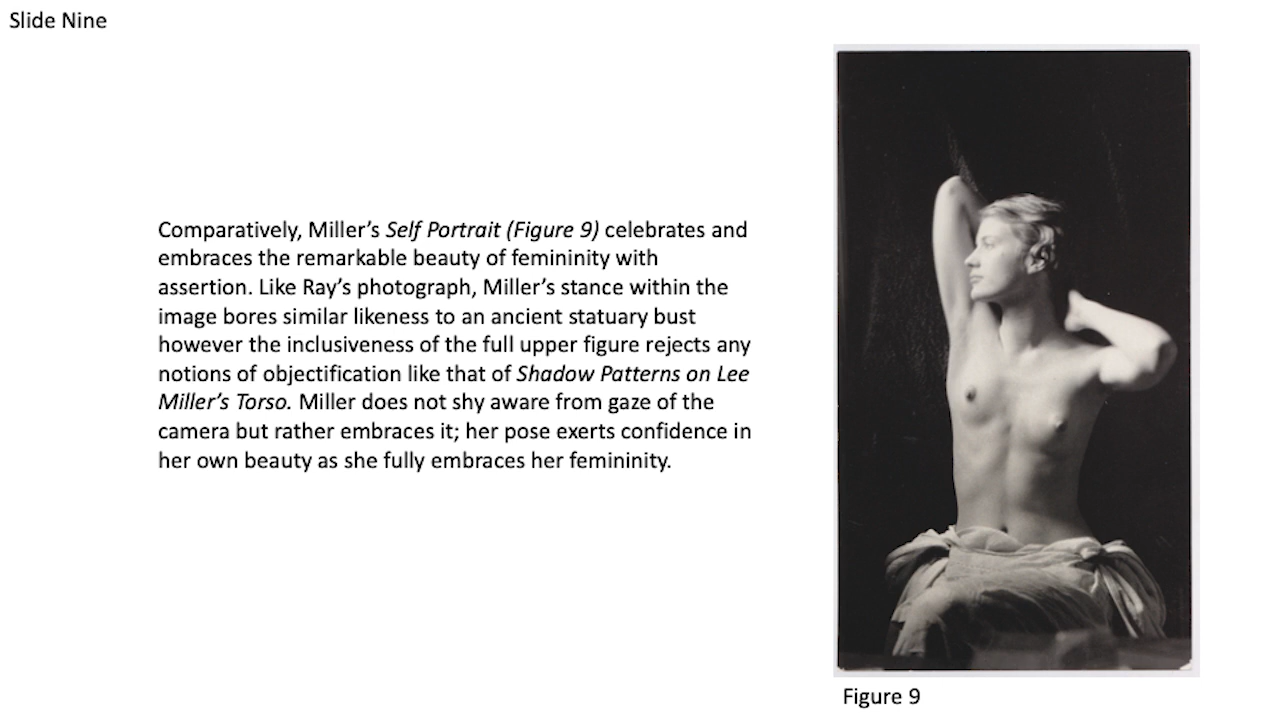 Slide Nine
Comparatively, Miller’s Self Portrait (Figure 9) celebrates and
embraces the remarkable beauty of femininity with
assertion. Like Ray’s photograph, Miller’s stance within the
image bores similar likeness to an ancient statuary bust
however the inclusiveness of the full upper figure rejects any
notions of objectification like that of Shadow Patterns on Lee
Miller’s Torso. Miller does not shy aware from gaze of the
camera but rather embraces it; her pose exerts confidence in
her own beauty as she fully embraces her femininity.
Figure 9